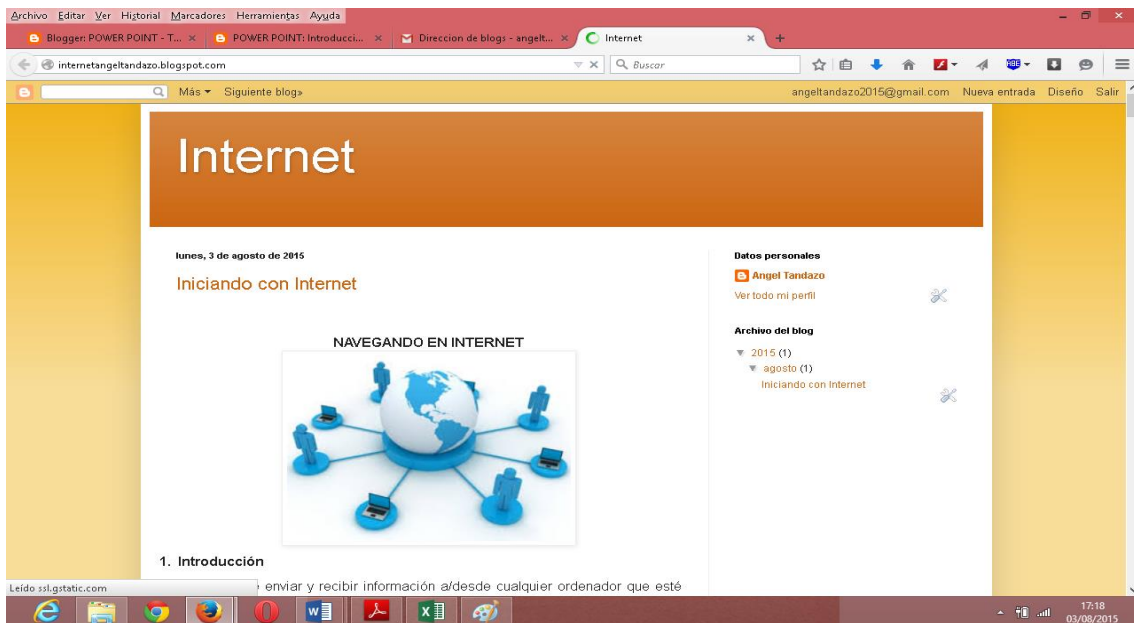 Archivo Editar Ver Historial Marcadores Herramientas Ayuda
Blogger: POWER POINT - T... × POWER POINT: Introducci... × Direccion de blogs - angelt... × Internet × +
internetangeltandazo.blogspot.com Buscar
Más Siguiente blog» angeltandazo2015@gmail.com Nueva entrada Diseño Salir
Internet
lunes, 3 de agosto de 2015
Iniciando con Internet
NAVEGANDO EN INTERNET
1. Introducción
enviar y recibir información a/desde cualquier ordenador que esté
Datos personales
Angel Tandazo
Ver todo mi perfil
Archivo del blog
▼ 2015 (1)
▼ agosto (1)
Iniciando con Internet
Leído ssl.gstatic.com
17:18
03/08/2015